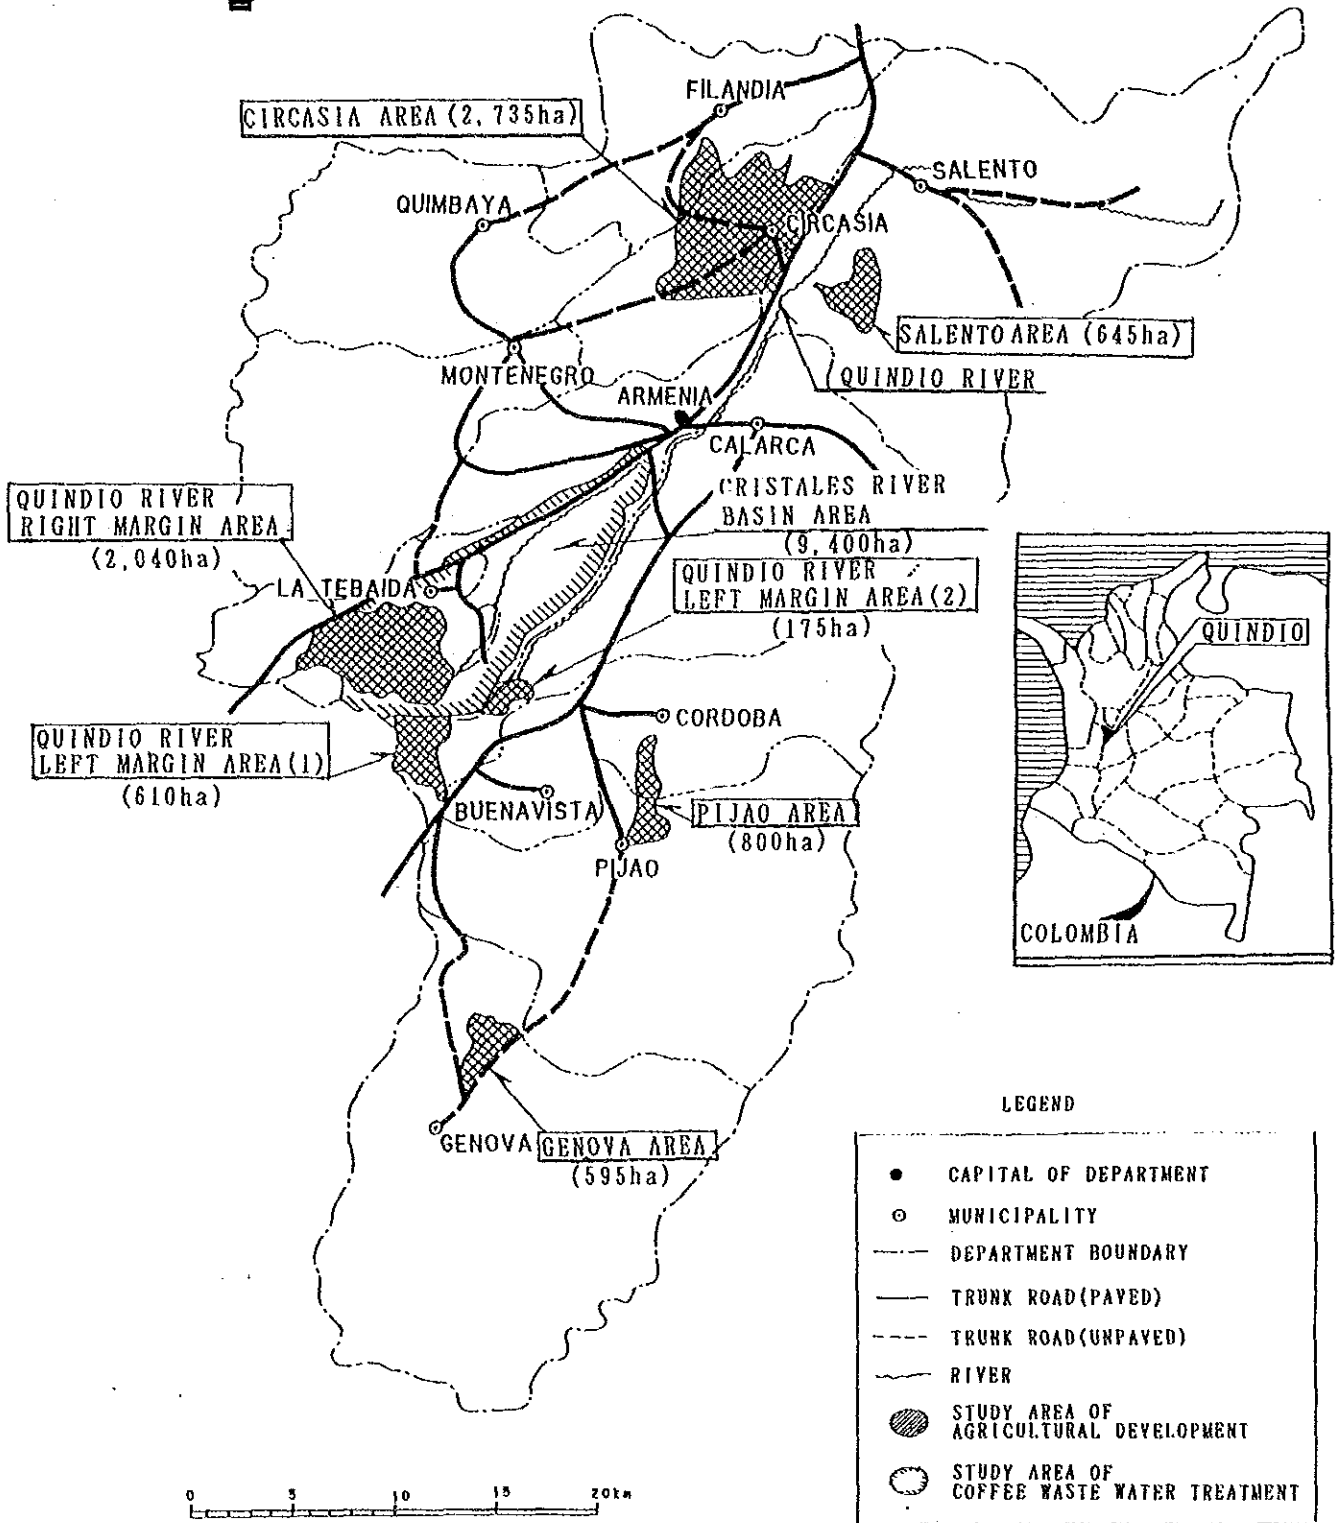 FILANDIA
CIRCASIA AREA (2,735ha)
SALENTO
QUIMBAYA
CIRCASIA
SALENTO AREA (645ha)
MONTENEGRO
QUINDIO RIVER
ARMENIA
CALARCA
CRISTALES RIVER
BASIN AREA
(9,400ha)
QUINDIO RIVER
RIGHT MARGIN AREA
(2,040ha)
QUINDIO RIVER
LEFT MARGIN AREA(2)
(175ha)
LA TEBAIDA
QUINDIO
CORDOBA
QUINDIO RIVER
LEFT MARGIN AREA(1)
(610ha)
BUENAVISTA
PIJAO AREA
(800ha)
PIJAO
COLOMBIA
GENOVA
GENOVA AREA
(595ha)
LEGEND
CAPITAL OF DEPARTMENT
MUNICIPALITY
DEPARTMENT BOUNDARY
TRUNK ROAD(PAVED)
TRUNK ROAD(UNPAVED)
RIVER
STUDY AREA OF
AGRICULTURAL DEVELOPMENT
STUDY AREA OF
COFFEE WASTE WATER TREATMENT
0 5 10 15 20km